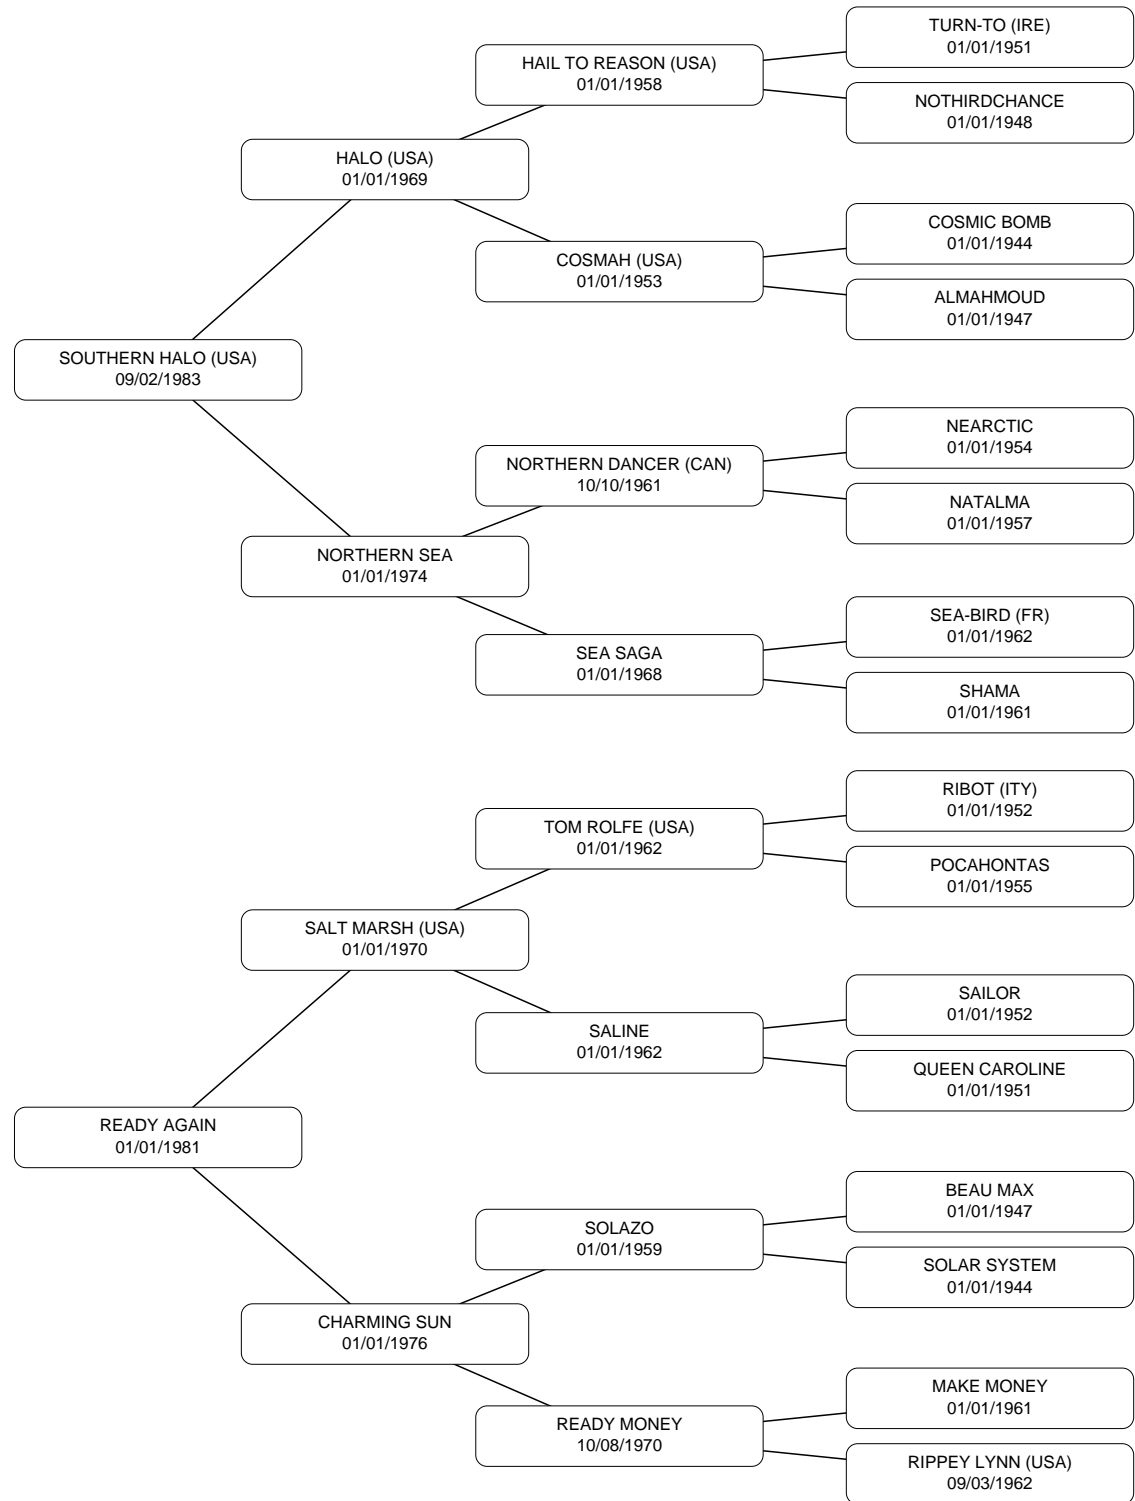 TURN-TO (IRE)
01/01/1951
HAIL TO REASON (USA)
01/01/1958
NOTHIRDCHANCE
01/01/1948
HALO (USA)
01/01/1969
COSMIC BOMB
01/01/1944
COSMAH (USA)
01/01/1953
ALMAHMOUD
01/01/1947
SOUTHERN HALO (USA)
09/02/1983
NEARCTIC
01/01/1954
NORTHERN DANCER (CAN)
10/10/1961
NATALMA
01/01/1957
NORTHERN SEA
01/01/1974
SEA-BIRD (FR)
01/01/1962
SEA SAGA
01/01/1968
SHAMA
01/01/1961
RIBOT (ITY)
01/01/1952
TOM ROLFE (USA)
01/01/1962
POCAHONTAS
01/01/1955
SALT MARSH (USA)
01/01/1970
SAILOR
01/01/1952
SALINE
01/01/1962
QUEEN CAROLINE
01/01/1951
READY AGAIN
01/01/1981
BEAU MAX
01/01/1947
SOLAZO
01/01/1959
SOLAR SYSTEM
01/01/1944
CHARMING SUN
01/01/1976
MAKE MONEY
01/01/1961
READY MONEY
10/08/1970
RIPPEY LYNN (USA)
09/03/1962